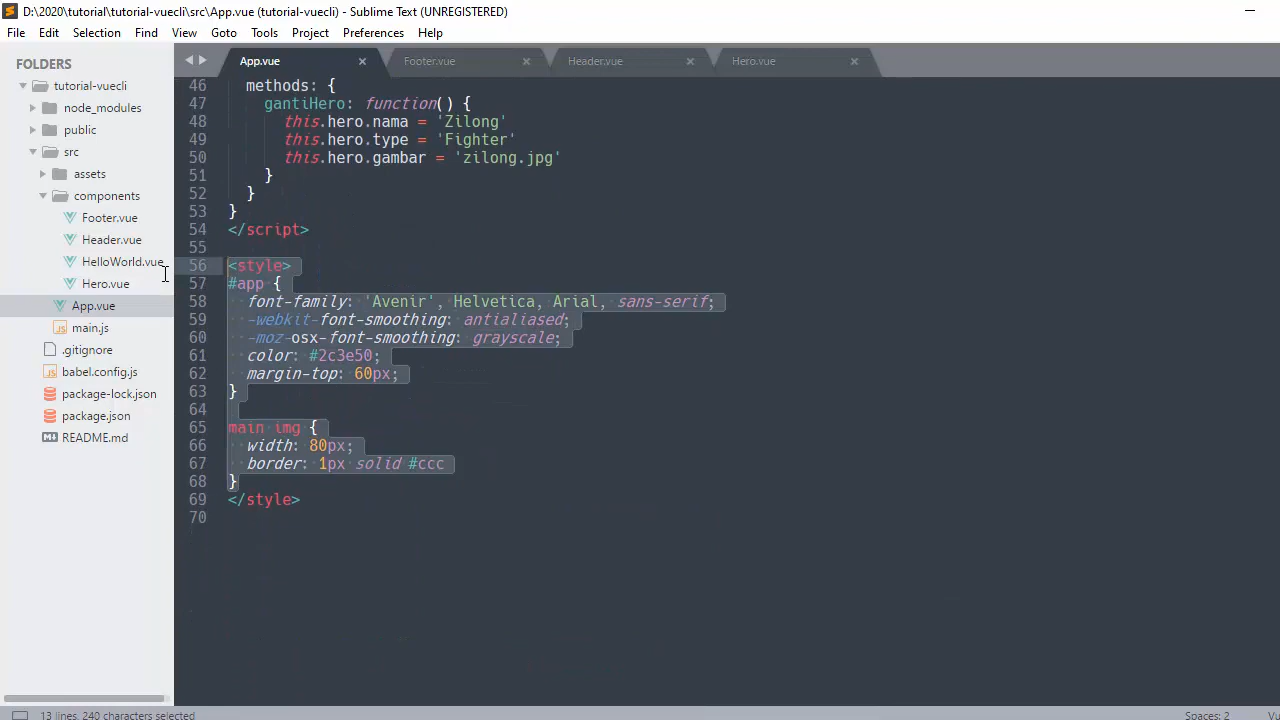 D:\2020\tutorial\tutorial-vuecli\src\App.vue (tutorial-vuecli) - Sublime Text (UNREGISTERED)
File Edit Selection Find View Goto Tools Project Preferences Help
FOLDERS
tutorial-vuecli
node_modules
public
src
assets
components
Footer.vue
Header.vue
HelloWorld.vue
Hero.vue
App.vue
main.js
.gitignore
babel.config.js
package-lock.json
package.json
README.md
App.vue Footer.vue Header.vue Hero.vue
46 methods: {
47 gantiHero: function() {
48 this.hero.nama = 'Zilong'
49 this.hero.type = 'Fighter'
50 this.hero.gambar = 'zilong.jpg'
51 }
52 }
53 }
54 </script>
55
56 <style>
57 #app {
58 font-family: 'Avenir', Helvetica, Arial, sans-serif;
59 -webkit-font-smoothing: antialiased;
60 -moz-osx-font-smoothing: grayscale;
61 color: #2c3e50;
62 margin-top: 60px;
63 }
64
65 main img {
66 width: 80px;
67 border: 1px solid #ccc
68 }
69 </style>
70
13 lines, 240 characters selected
Spaces: 2